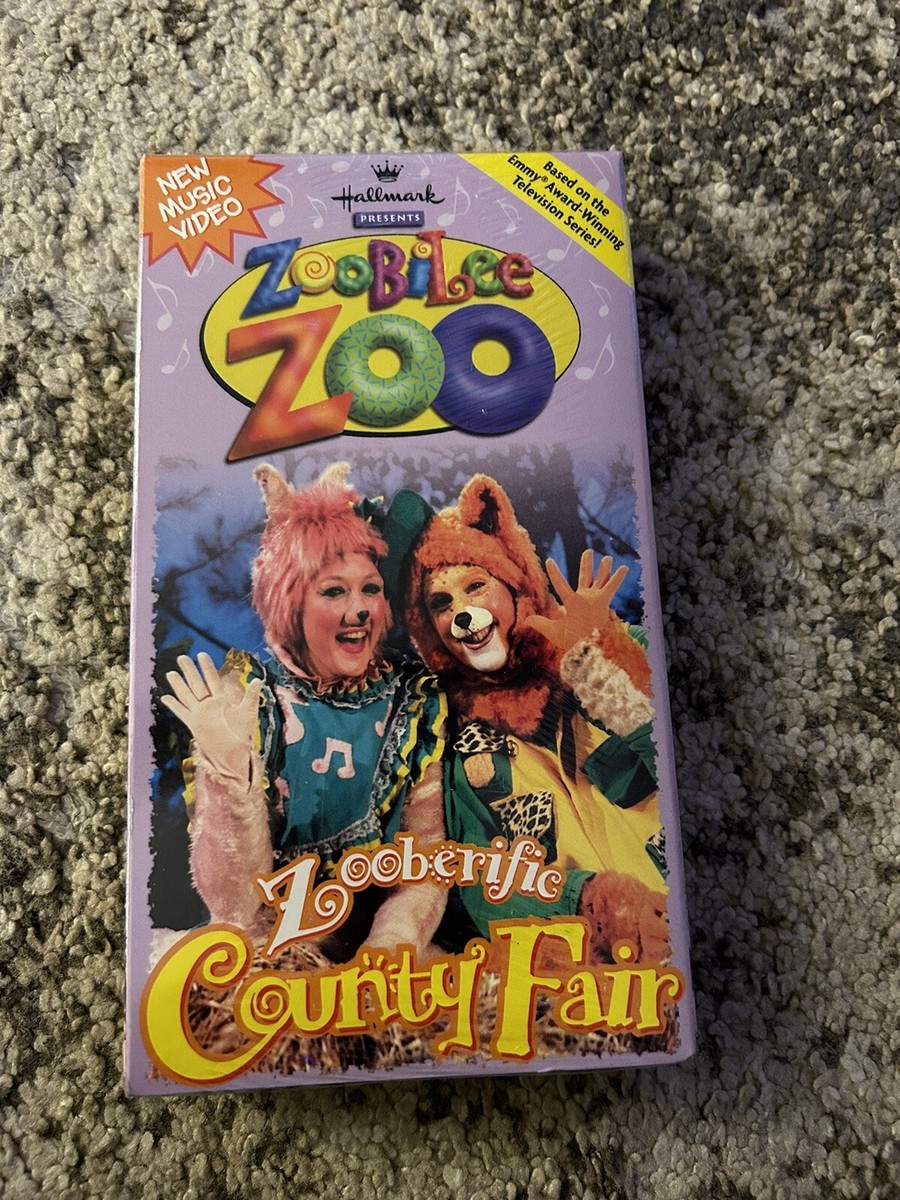 NEW
MUSIC
VIDEO
Hallmark
PRESENTS
Based on the
Emmy® Award-Winning
Television Series!
ZooBiLee
ZOO
Zooberific
County Fair